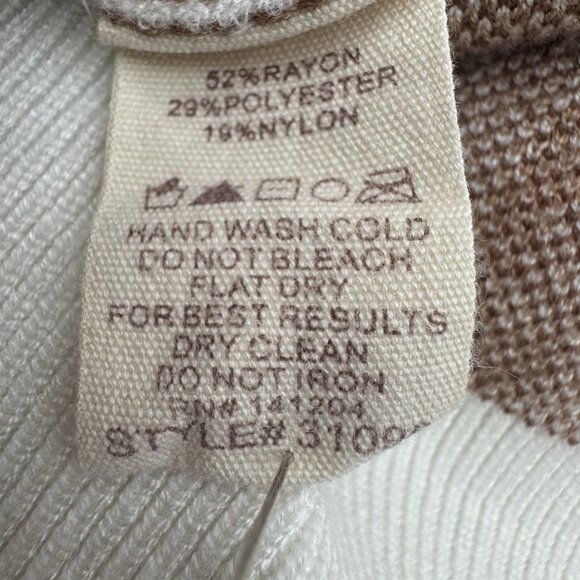 52%RAYON
29%POLYESTER
19%NYLON
HAND WASH COLD
DO NOT BLEACH
FLAT DRY
FOR BEST RESULTS
DRY CLEAN
DO NOT IRON
RN# 141204
STYLE#